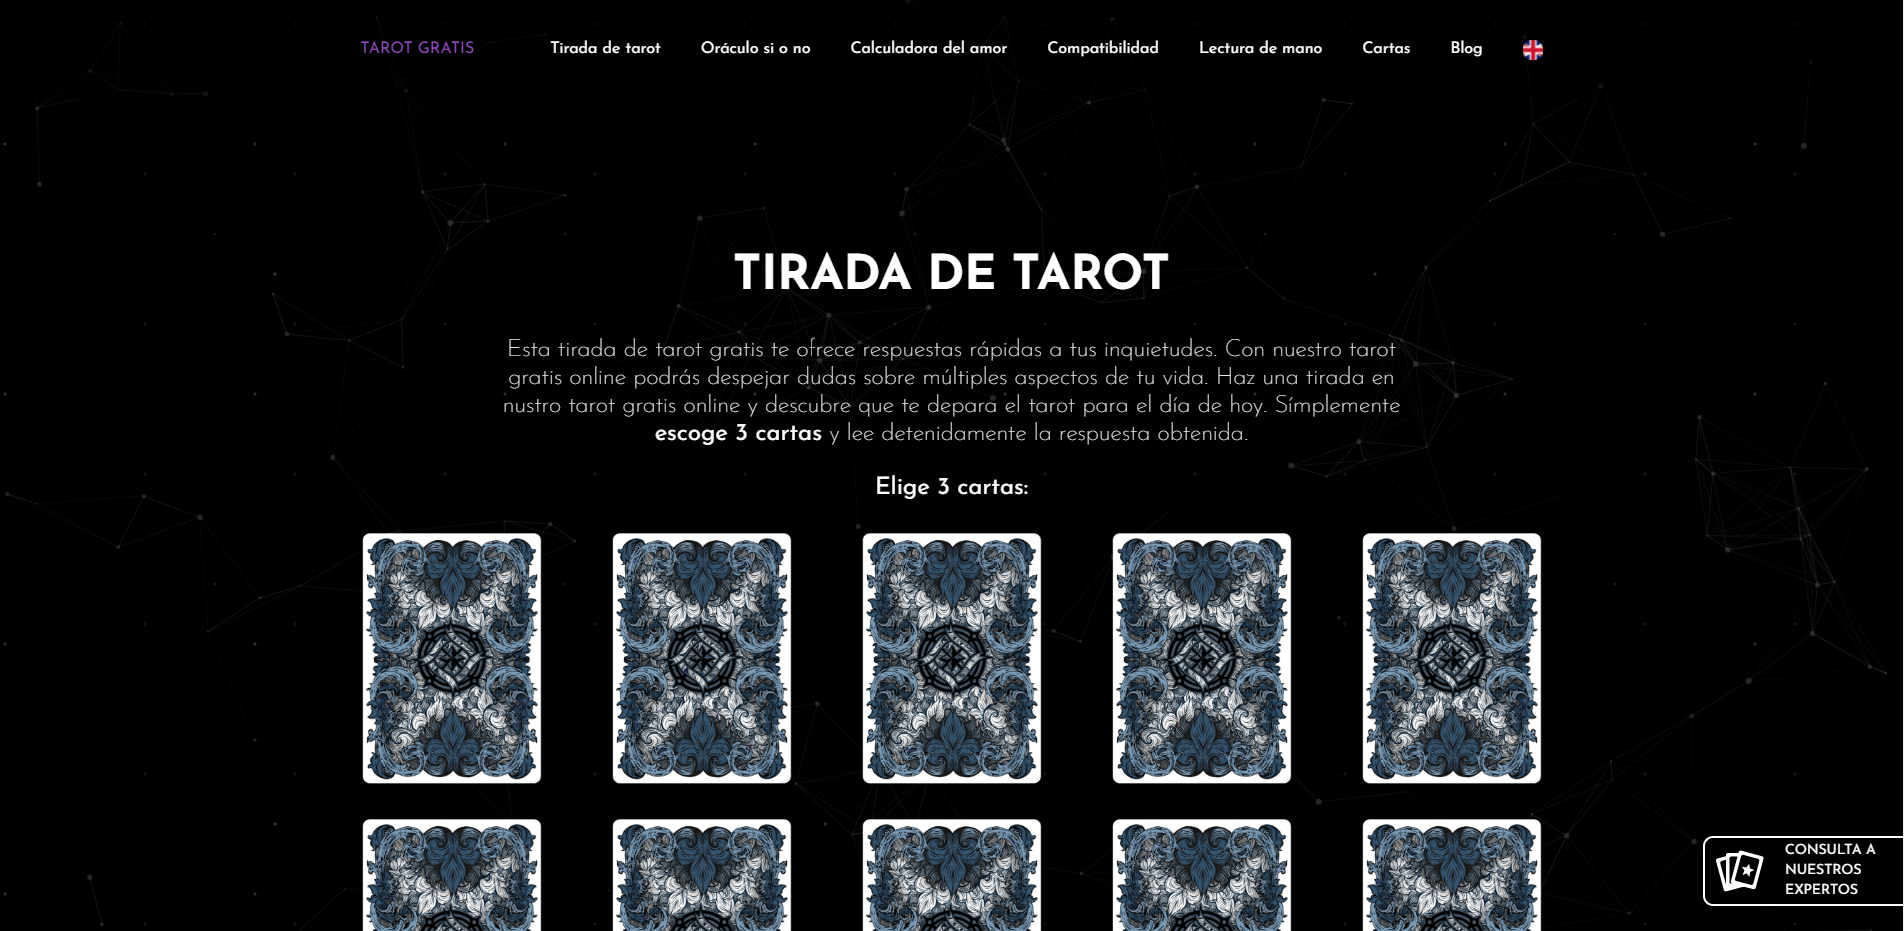 TAROT GRATIS
Tirada de tarot
Oráculo si o no
Calculadora del amor
Compatibilidad
Lectura de mano
Cartas
Blog
TIRADA DE TAROT
Esta tirada de tarot gratis te ofrece respuestas rápidas a tus inquietudes. Con nuestro tarot
gratis online podrás despejar dudas sobre múltiples aspectos de tu vida. Haz una tirada en
nustro tarot gratis online y descubre que te depara el tarot para el día de hoy. Símplemente
escoge 3 cartas y lee detenidamente la respuesta obtenida.
Elige 3 cartas:
CONSULTA A
NUESTROS
EXPERTOS